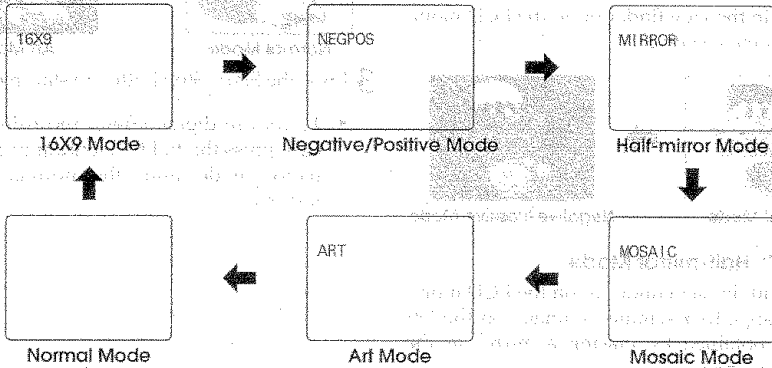 16X9
NEGPOS
MIRROR
16X9 Mode
Negative/Positive Mode
Half-mirror Mode
ART
MOSAIC
Normal Mode
Art Mode
Mosaic Mode